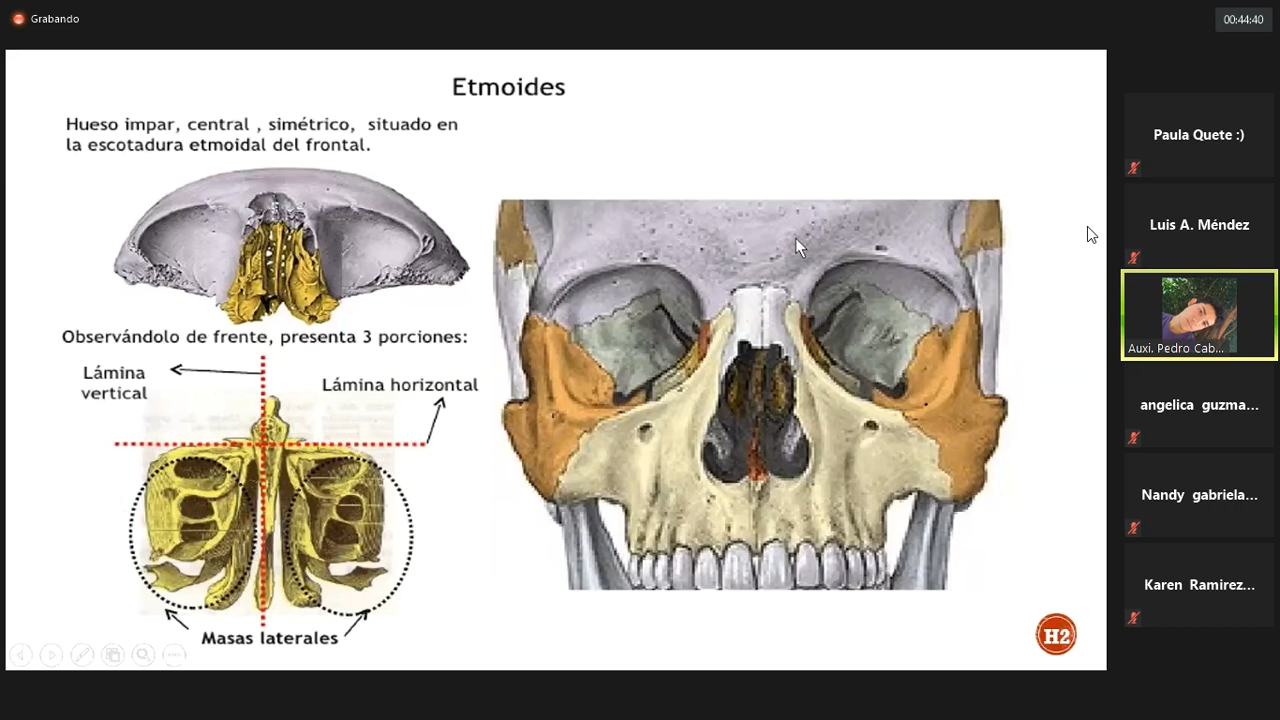 Grabando
00:44:40
Etmoides
Hueso impar, central , simétrico,  situado en
la escotadura etmoidal del frontal.
Observándolo de frente, presenta 3 porciones:
Lámina
vertical
Lámina horizontal
Masas laterales
H2
Paula Quete :)
Luis A. Méndez
Auxi. Pedro Cab...
angelica  guzma...
Nandy  gabriela...
Karen  Ramirez...